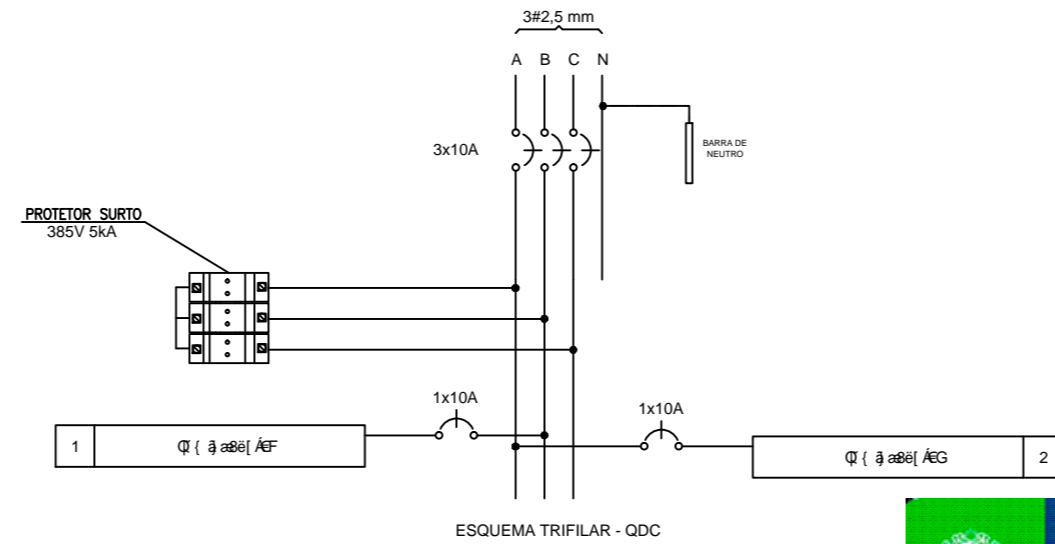 3#2,5 mm
A B C N
3x10A
BARRA DE
NEUTRO
PROTETOR SURTO
385V 5kA
1x10A
1x10A
1
2
ESQUEMA TRIFILAR - QDC